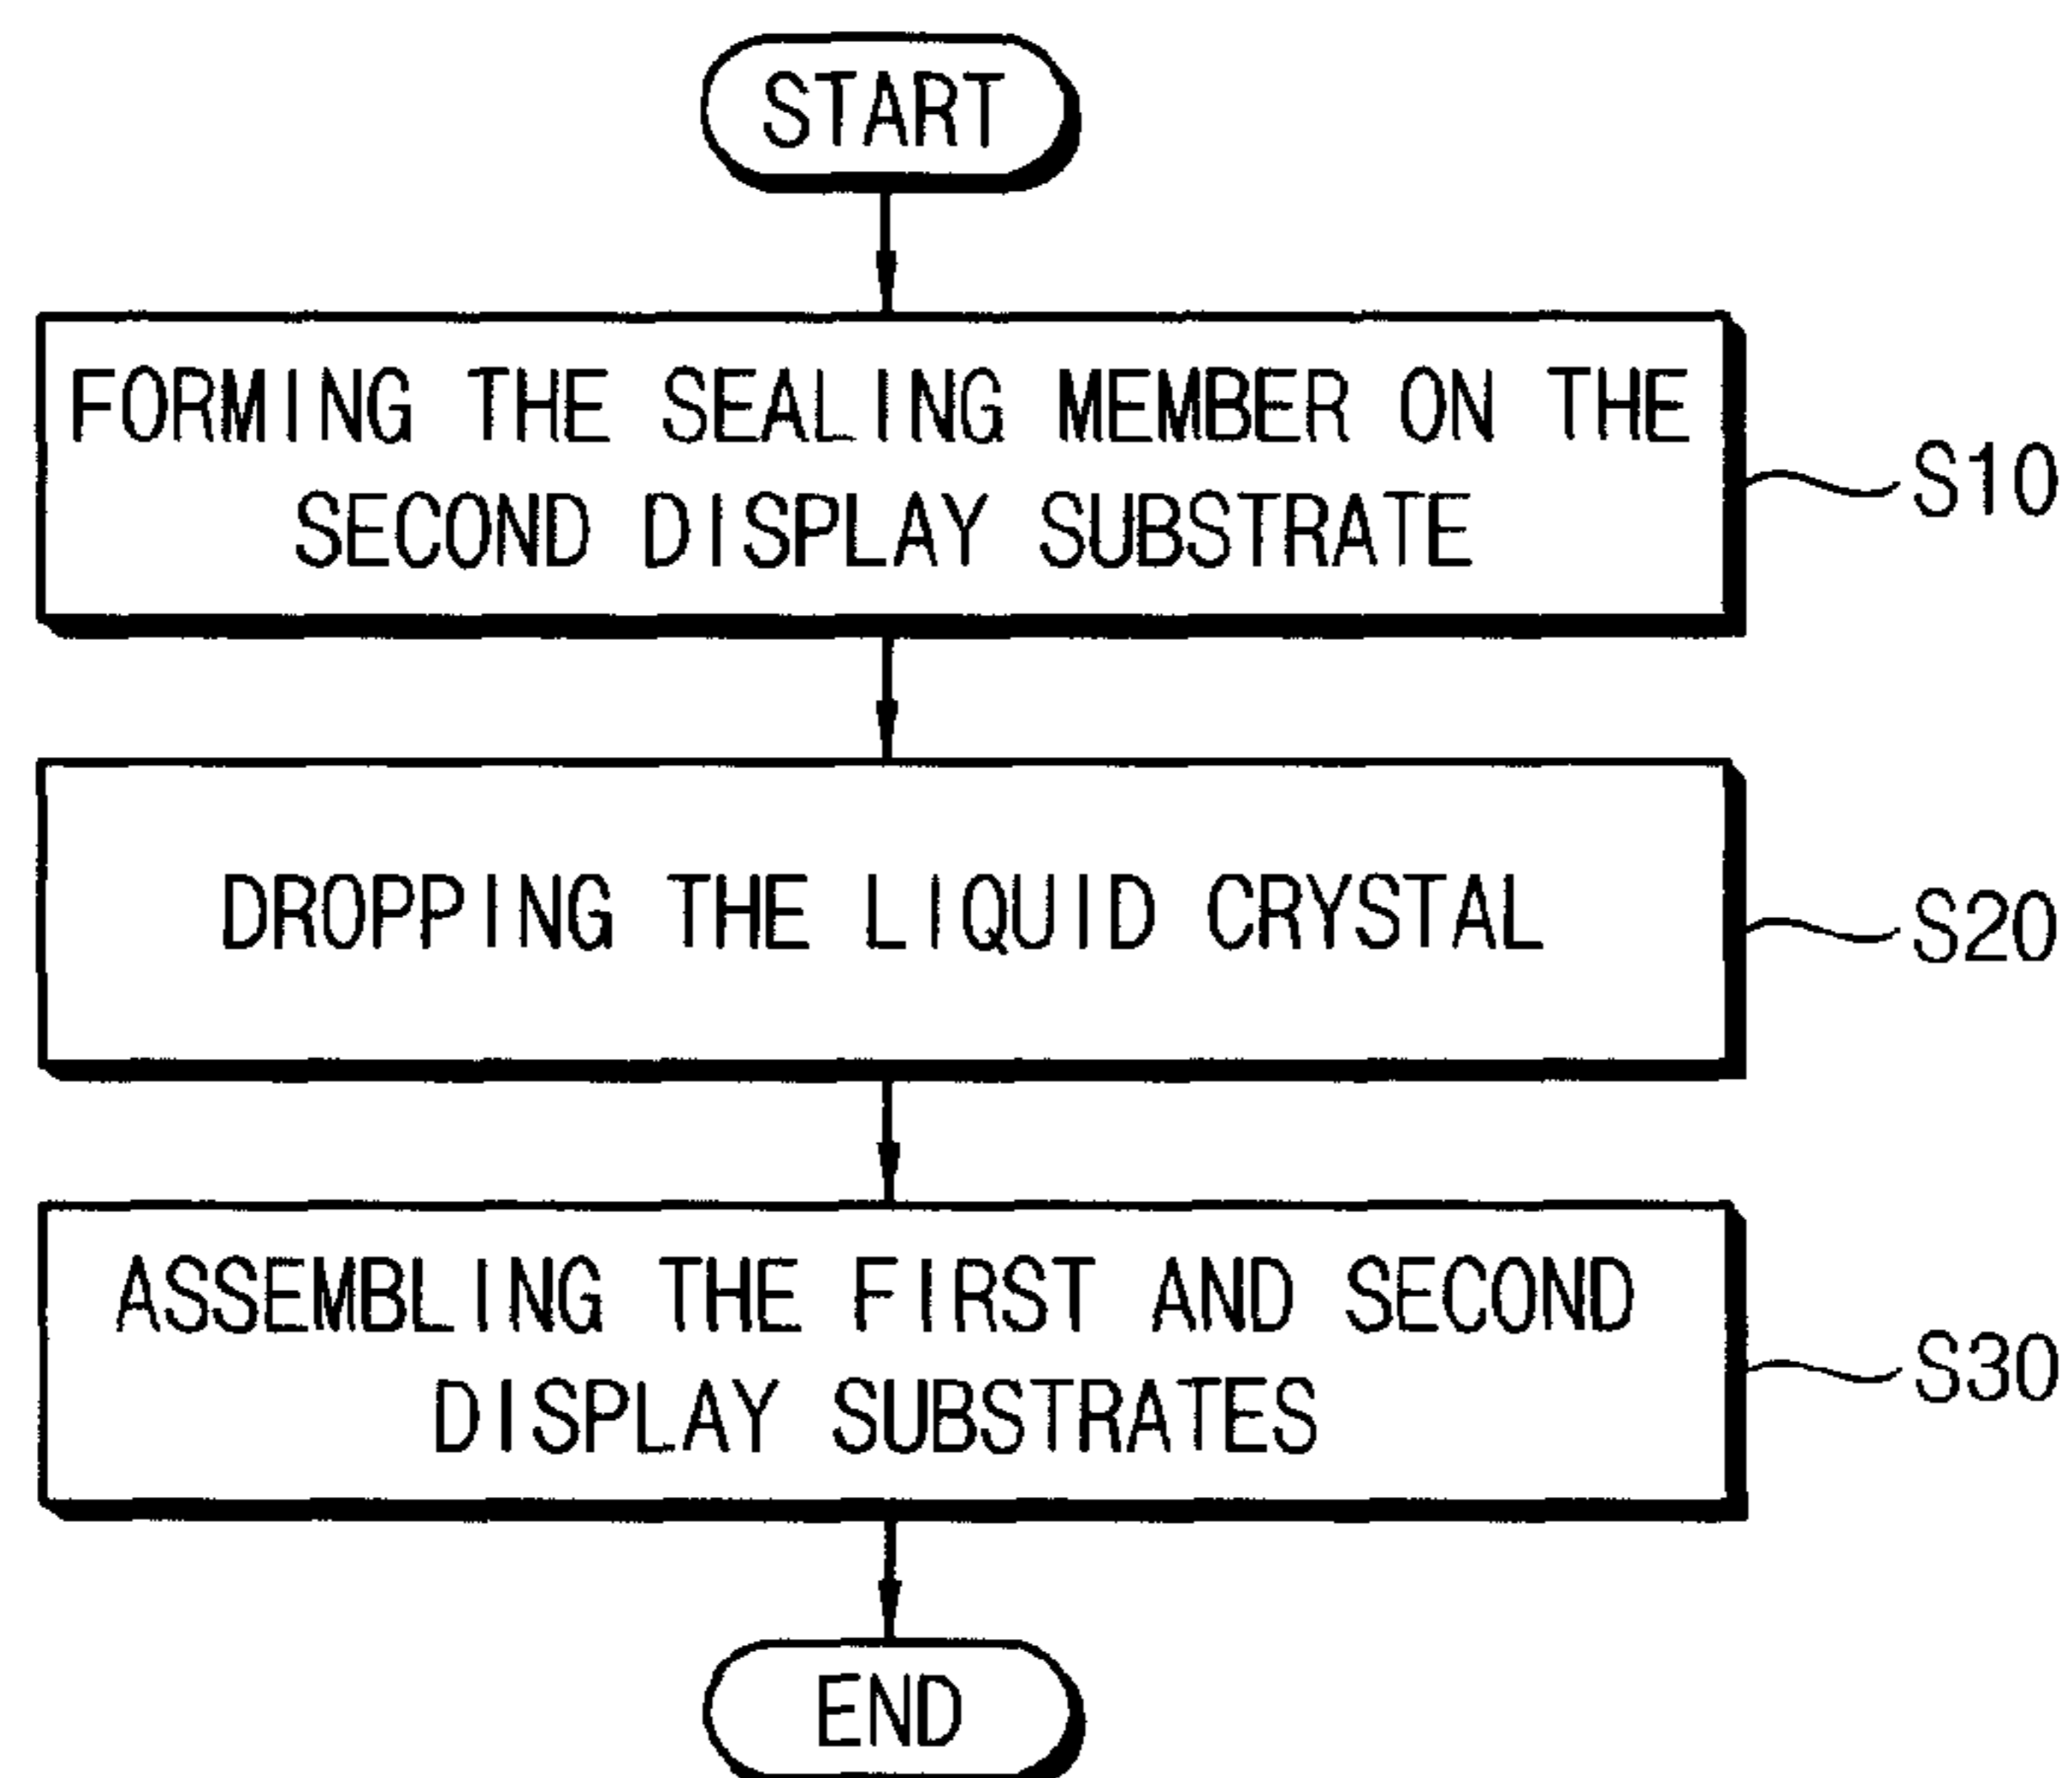 START
FORMING THE SEALING MEMBER ON THE
SECOND DISPLAY SUBSTRATE
S10
DROPPING THE LIQUID CRYSTAL
S20
ASSEMBLING THE FIRST AND SECOND
DISPLAY SUBSTRATES
S30
END